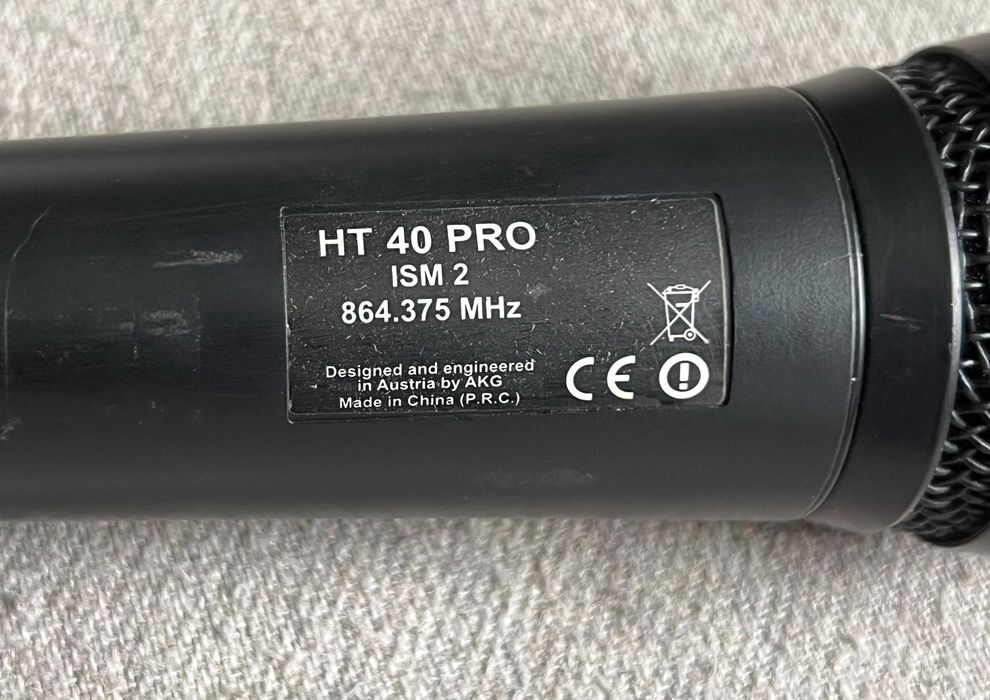 HT 40 PRO
ISM 2
864.375 MHz
Designed and engineered
in Austria by AKG
Made in China (P.R.C.)
CE